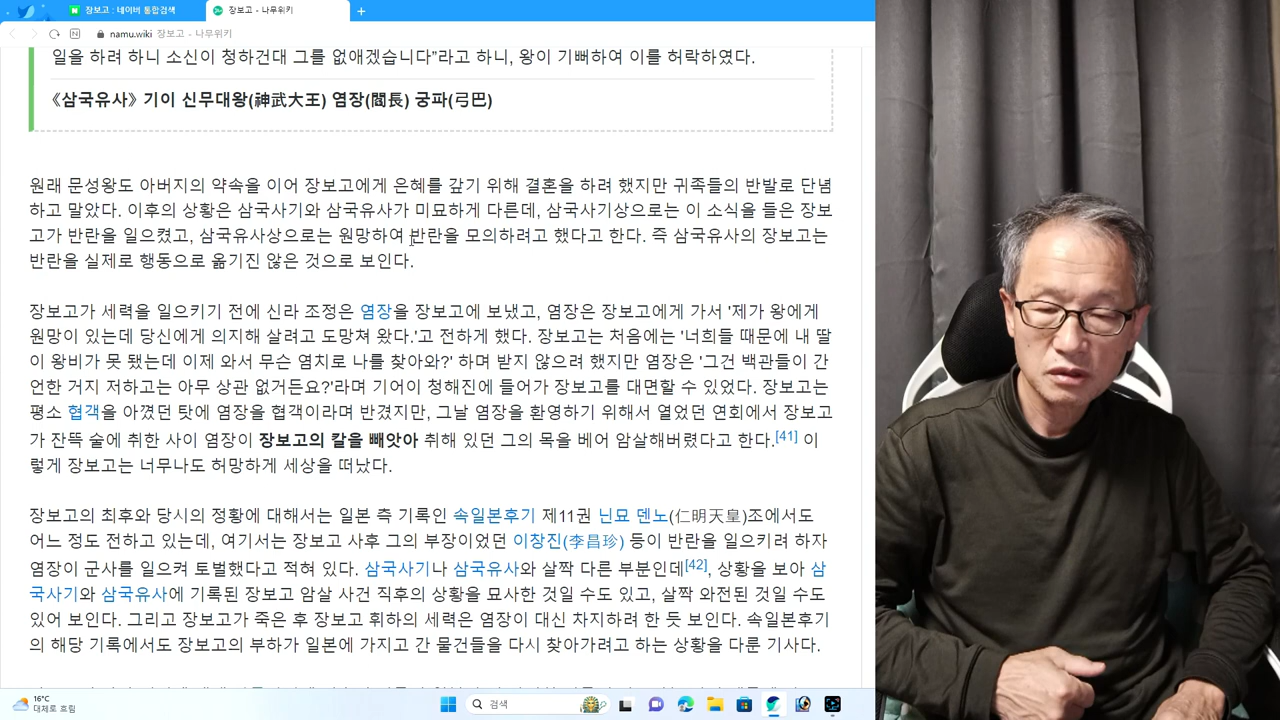 장보고 : 네이버 통합검색
장보고 - 나무위키
namu.wiki 장보고 - 나무위키
일을 하려 하니 소신이 청하건대 그를 없애겠습니다”라고 하니, 왕이 기뻐하여 이를 허락하였다.
《삼국유사》 기이 신무대왕(神武大王) 염장(閻長) 궁파(弓巴)
원래 문성왕도 아버지의 약속을 이어 장보고에게 은혜를 갚기 위해 결혼을 하려 했지만 귀족들의 반발로 단념
하고 말았다. 이후의 상황은 삼국사기와 삼국유사가 미묘하게 다른데, 삼국사기상으로는 이 소식을 들은 장보
고가 반란을 일으켰고, 삼국유사상으로는 원망하여 반란을 모의하려고 했다고 한다. 즉 삼국유사의 장보고는
반란을 실제로 행동으로 옮기진 않은 것으로 보인다.
장보고가 세력을 일으키기 전에 신라 조정은 염장을 장보고에 보냈고, 염장은 장보고에게 가서 '제가 왕에게
원망이 있는데 당신에게 의지해 살려고 도망쳐 왔다.'고 전하게 했다. 장보고는 처음에는 '너희들 때문에 내 딸
이 왕비가 못 됐는데 이제 와서 무슨 염치로 나를 찾아와?' 하며 받지 않으려 했지만 염장은 '그건 백관들이 간
언한 거지 저하고는 아무 상관 없거든요?'라며 기어이 청해진에 들어가 장보고를 대면할 수 있었다. 장보고는
평소 협객을 아꼈던 탓에 염장을 협객이라며 반겼지만, 그날 염장을 환영하기 위해서 열었던 연회에서 장보고
가 잔뜩 술에 취한 사이 염장이 장보고의 칼을 빼앗아 취해 있던 그의 목을 베어 암살해버렸다고 한다.[41] 이
렇게 장보고는 너무나도 허망하게 세상을 떠났다.
장보고의 최후와 당시의 정황에 대해서는 일본 측 기록인 속일본후기 제11권 닌묘 덴노(仁明天皇)조에서도
어느 정도 전하고 있는데, 여기서는 장보고 사후 그의 부장이었던 이창진(李昌珍) 등이 반란을 일으키려 하자
염장이 군사를 일으켜 토벌했다고 적혀 있다. 삼국사기나 삼국유사와 살짝 다른 부분인데[42], 상황을 보아 삼
국사기와 삼국유사에 기록된 장보고 암살 사건 직후의 상황을 묘사한 것일 수도 있고, 살짝 와전된 것일 수도
있어 보인다. 그리고 장보고가 죽은 후 장보고 휘하의 세력은 염장이 대신 차지하려 한 듯 보인다. 속일본후기
의 해당 기록에서도 장보고의 부하가 일본에 가지고 간 물건들을 다시 찾아가려고 하는 상황을 다룬 기사다.
16°C
대체로 흐림
검색